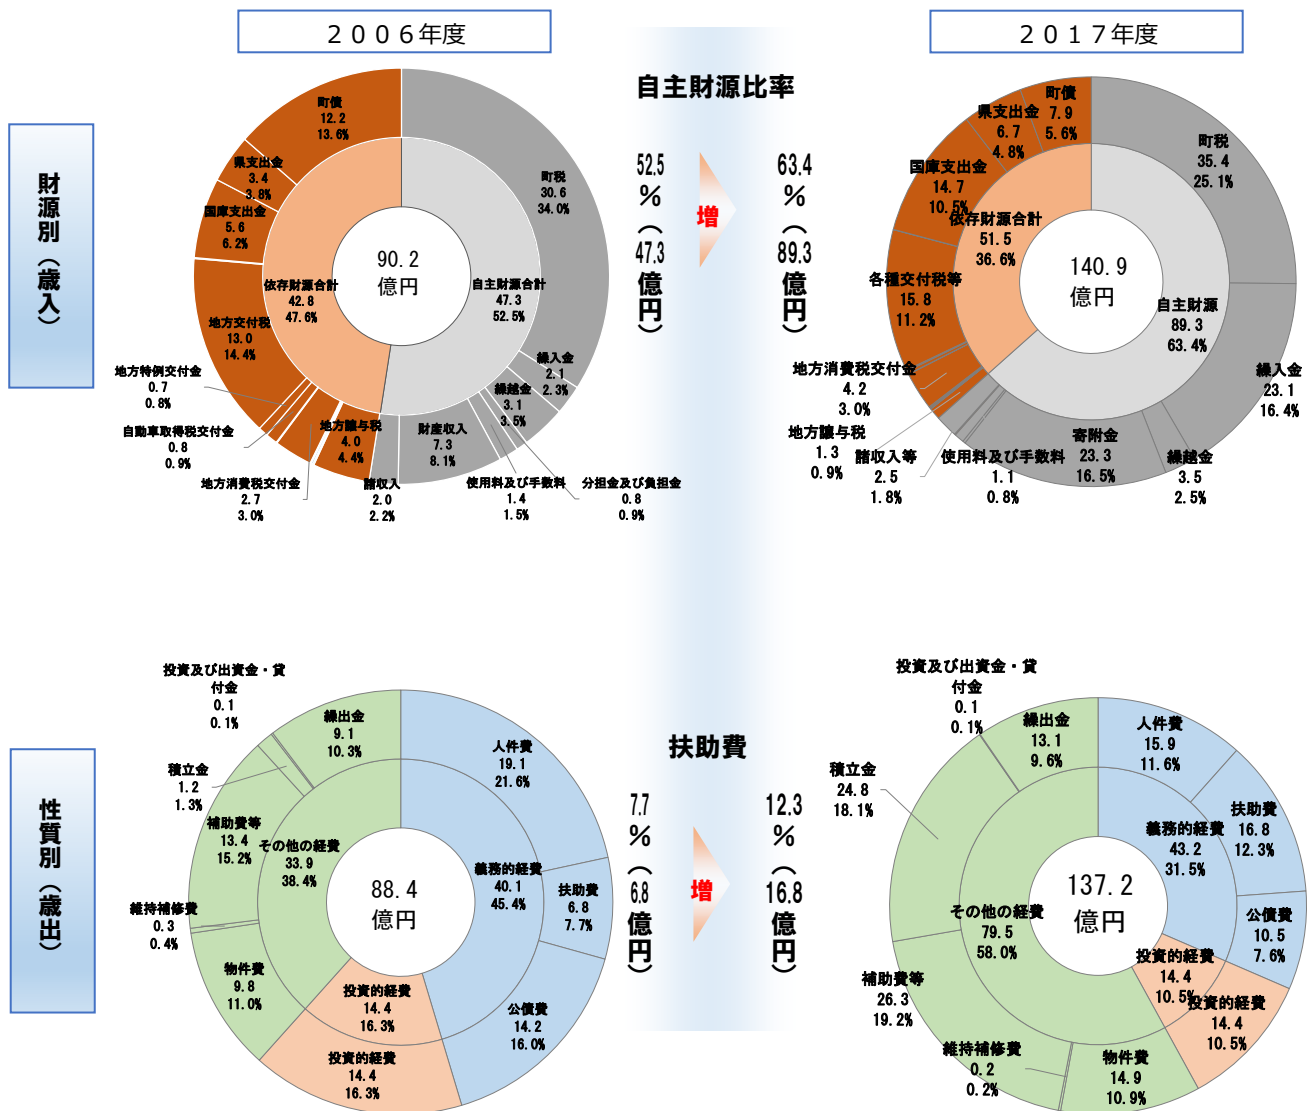 ２００６年度
２０１７年度
財源別（歳入）
町債
12.2
13.6%
県支出金
3.4
3.8%
国庫支出金
5.6
6.2%
地方交付税
13.0
14.4%
地方特例交付金
0.7
0.8%
自動車取得税交付金
0.8
0.9%
地方消費税交付金
2.7
3.0%
地方譲与税
4.0
4.4%
依存財源合計
42.8
47.6%
90.2
億円
自主財源合計
47.3
52.5%
町税
30.6
34.0%
繰入金
2.1
2.3%
繰越金
3.1
3.5%
財産収入
7.3
8.1%
諸収入
2.0
2.2%
使用料及び手数料
1.4
1.5%
分担金及び負担金
0.8
0.9%
自主財源比率
52.5
%
（
47.3
億円）
増
63.4
%
（
89.3
億円）
町債
7.9
5.6%
県支出金
6.7
4.8%
国庫支出金
14.7
10.5%
依存財源合計
51.5
36.6%
各種交付税等
15.8
11.2%
地方消費税交付金
4.2
3.0%
地方譲与税
1.3
0.9%
諸収入等
2.5
1.8%
使用料及び手数料
1.1
0.8%
寄附金
23.3
16.5%
繰越金
3.5
2.5%
繰入金
23.1
16.4%
町税
35.4
25.1%
自主財源
89.3
63.4%
140.9
億円
性質別（歳出）
投資及び出資金・貸
付金
0.1
0.1%
繰出金
9.1
10.3%
積立金
1.2
1.3%
補助費等
13.4
15.2%
その他の経費
33.9
38.4%
維持補修費
0.3
0.4%
物件費
9.8
11.0%
88.4
億円
人件費
19.1
21.6%
義務的経費
40.1
45.4%
扶助費
6.8
7.7%
公債費
14.2
16.0%
投資的経費
14.4
16.3%
投資的経費
14.4
16.3%
扶助費
7.7
%
（
6.8
億円）
増
12.3
%
（
16.8
億円）
投資及び出資金・貸
付金
0.1
0.1%
繰出金
13.1
9.6%
積立金
24.8
18.1%
その他の経費
79.5
58.0%
補助費等
26.3
19.2%
維持補修費
0.2
0.2%
物件費
14.9
10.9%
137.2
億円
人件費
15.9
11.6%
扶助費
16.8
12.3%
義務的経費
43.2
31.5%
公債費
10.5
7.6%
投資的経費
14.4
10.5%
投資的経費
14.4
10.5%